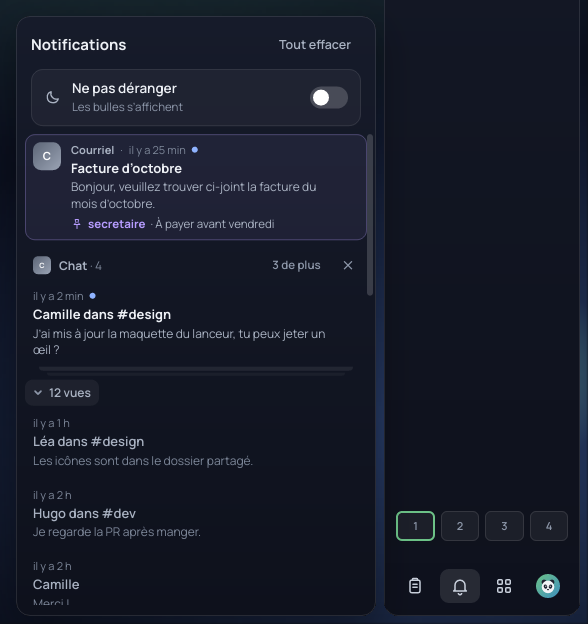 Notifications
Tout effacer
Ne pas déranger
Les bulles s'affichent
C
Courriel · il y a 25 min
Facture d'octobre
Bonjour, veuillez trouver ci-joint la facture du
mois d'octobre.
secretaire · À payer avant vendredi
C
Chat · 4
3 de plus
il y a 2 min
Camille dans #design
J'ai mis à jour la maquette du lanceur, tu peux jeter un
œil ?
12 vues
il y a 1 h
Léa dans #design
Les icônes sont dans le dossier partagé.
il y a 2 h
Hugo dans #dev
Je regarde la PR après manger.
il y a 2 h
Camille
Merci !
1
2
3
4